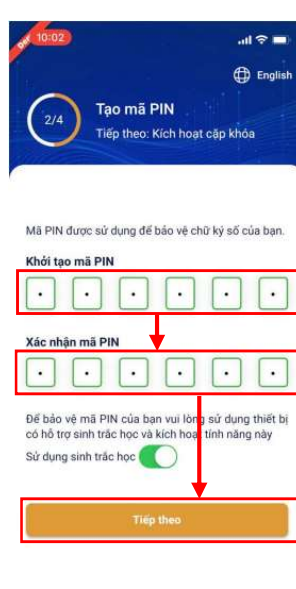 10:02
English
2/4
Tạo mã PIN
Tiếp theo: Kích hoạt cặp khóa
Mã PIN được sử dụng để bảo vệ chữ ký số của bạn.
Khởi tạo mã PIN
Xác nhận mã PIN
Để bảo vệ mã PIN của bạn vui lòng sử dụng thiết bị
có hỗ trợ sinh trắc học và kích hoạt tính năng này
Sử dụng sinh trắc học
Tiếp theo